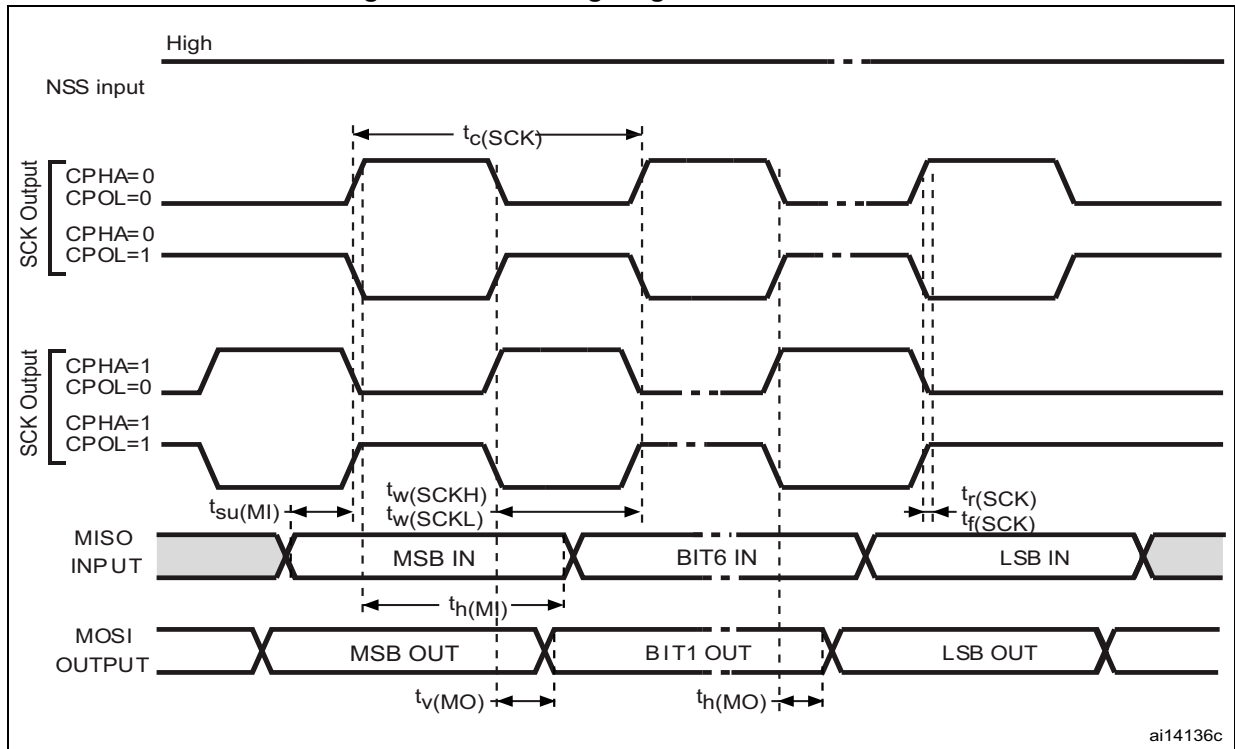 High
NSS input
tc(SCK)
SCK Output
CPHA=0
CPOL=0
CPHA=0
CPOL=1
SCK Output
CPHA=1
CPOL=0
CPHA=1
CPOL=1
tsu(MI)
tw(SCKH)
tw(SCKL)
tr(SCK)
tf(SCK)
MISO
INPUT
MSB IN
BIT6 IN
LSB IN
th(MI)
MOSI
OUTPUT
MSB OUT
BIT1 OUT
LSB OUT
tv(MO)
th(MO)
ai14136c